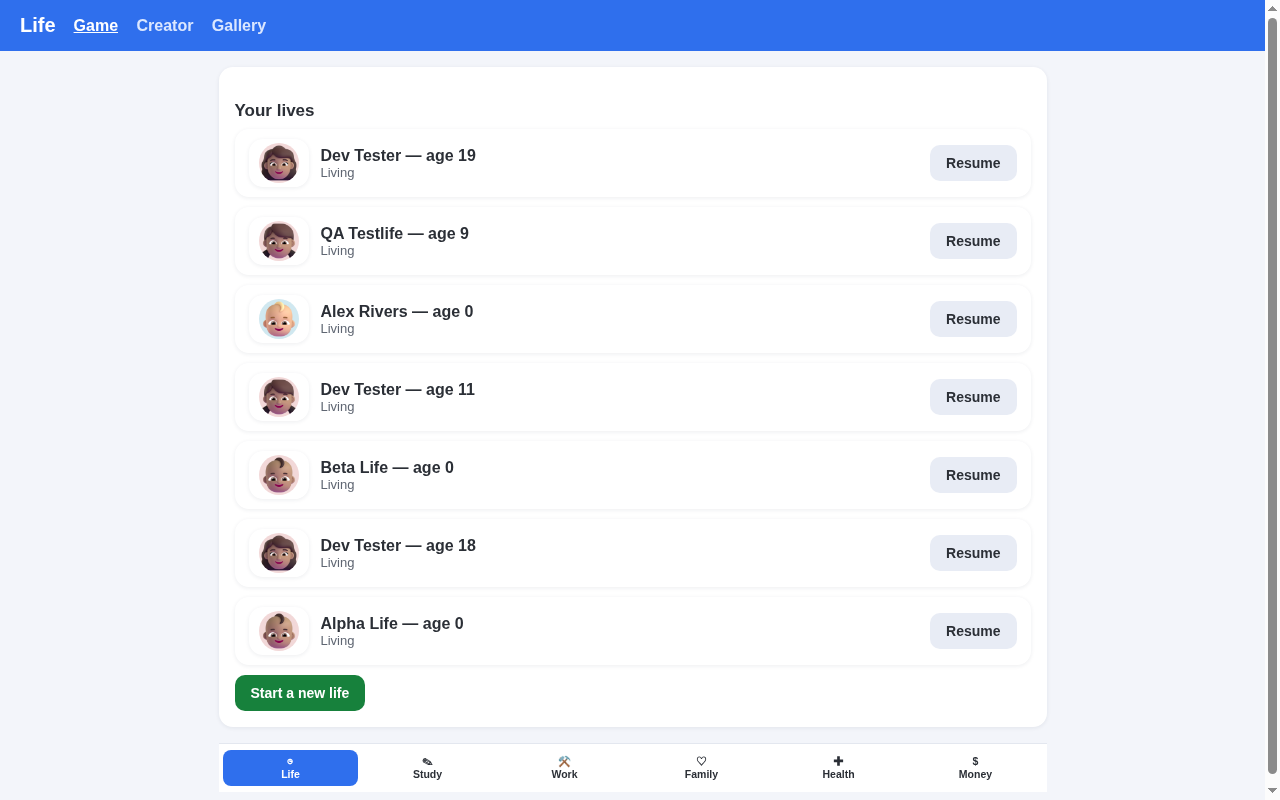 Life Game Creator Gallery
Your lives
Dev Tester — age 19
Living
Resume
QA Testlife — age 9
Living
Resume
Alex Rivers — age 0
Living
Resume
Dev Tester — age 11
Living
Resume
Beta Life — age 0
Living
Resume
Dev Tester — age 18
Living
Resume
Alpha Life — age 0
Living
Resume
Start a new life
Life
Study
Work
Family
Health
$
Money